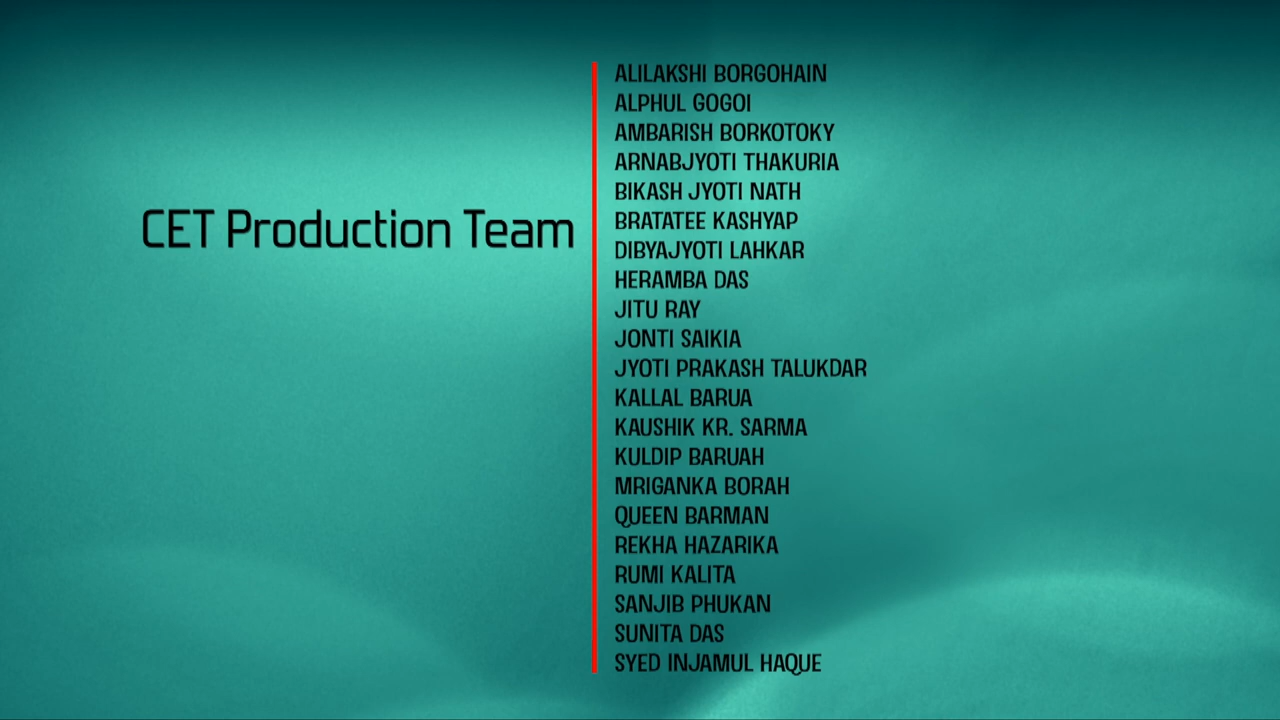 CET Production Team
ALILAKSHI BORGOHAIN
ALPHUL GOGOI
AMBARISH BORKOTOKY
ARNABJYOTI THAKURIA
BIKASH JYOTI NATH
BRATATEE KASHYAP
DIBYAJYOTI LAHKAR
HERAMBA DAS
JITU RAY
JONTI SAIKIA
JYOTI PRAKASH TALUKDAR
KALLAL BARUA
KAUSHIK KR. SARMA
KULDIP BARUAH
MRIGANKA BORAH
QUEEN BARMAN
REKHA HAZARIKA
RUMI KALITA
SANJIB PHUKAN
SUNITA DAS
SYED INJAMUL HAQUE